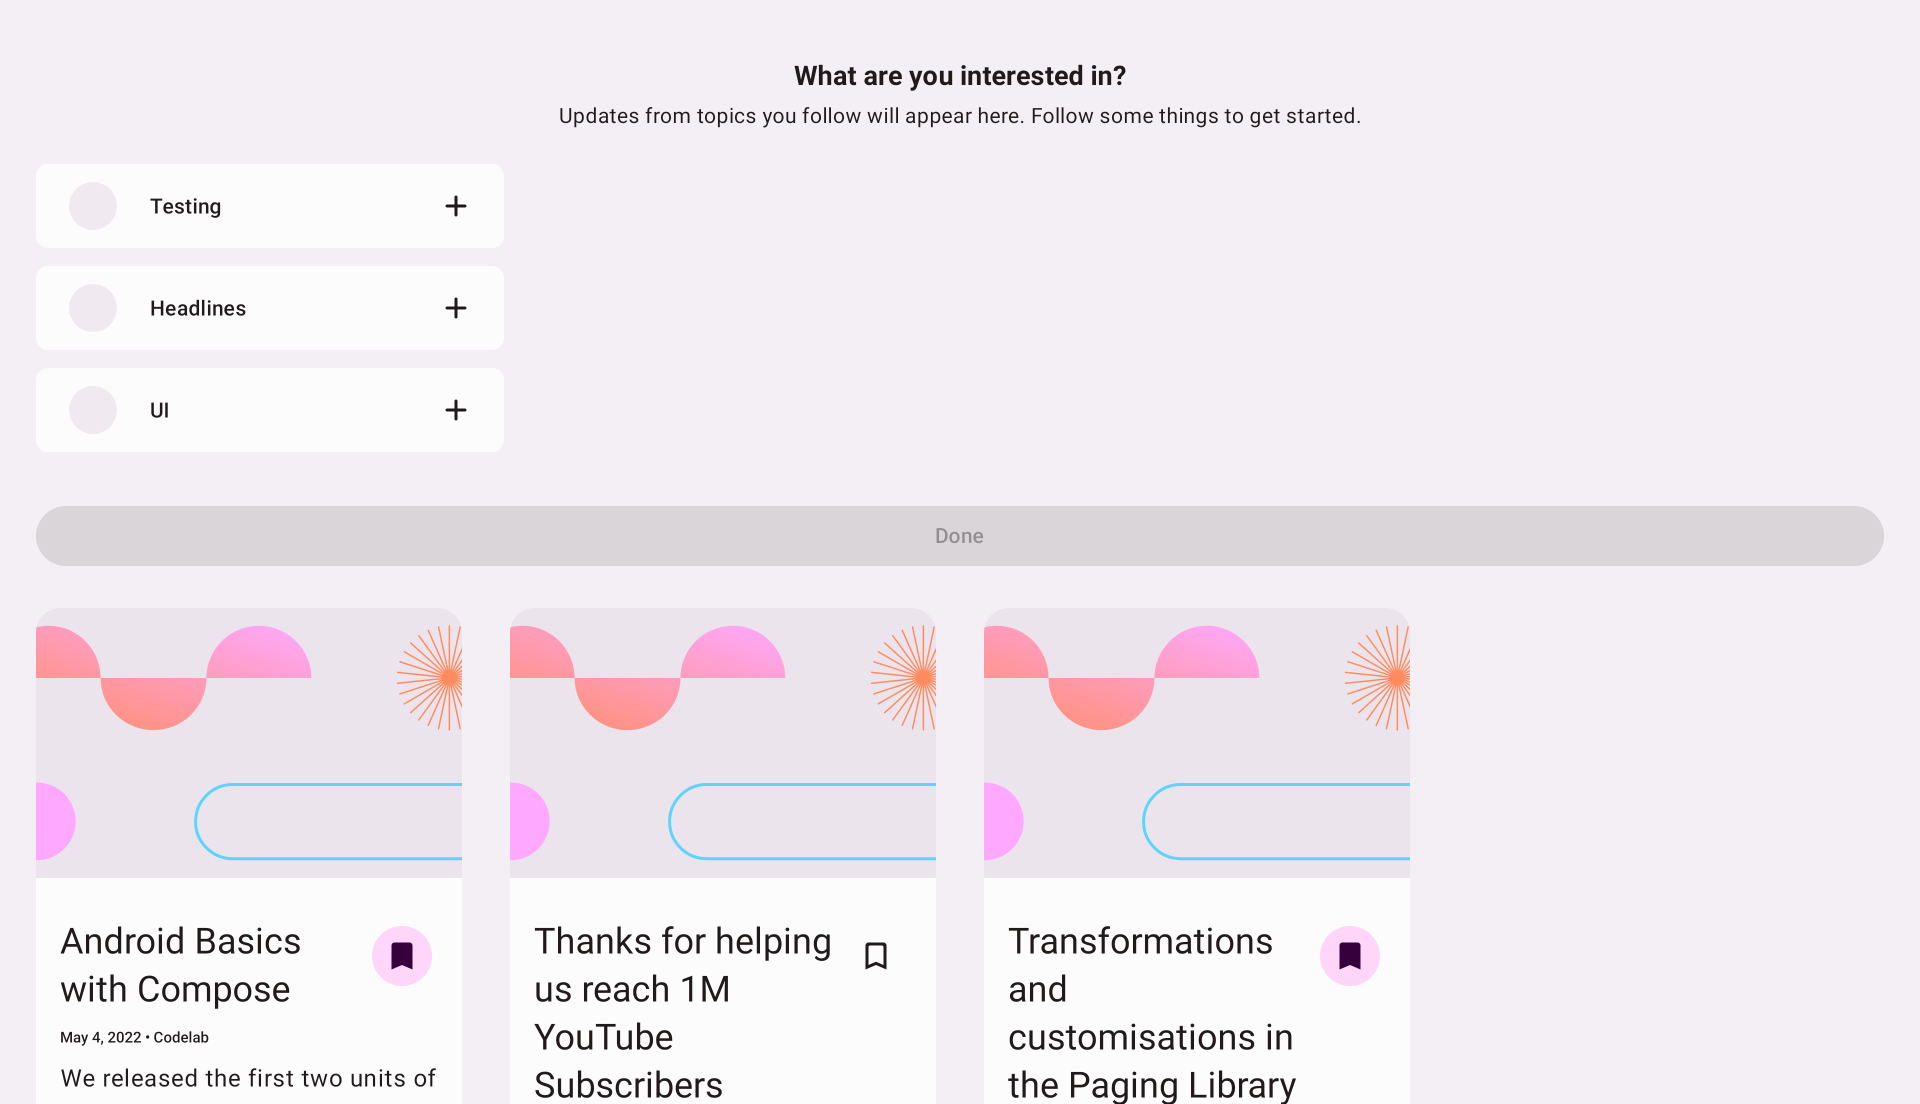 What are you interested in?
Updates from topics you follow will appear here. Follow some things to get started.
Testing
Headlines
UI
Done
Android Basics
with Compose
May 4, 2022 • Codelab
We released the first two units of
Thanks for helping
us reach 1M
YouTube
Subscribers
Transformations
and
customisations in
the Paging Library